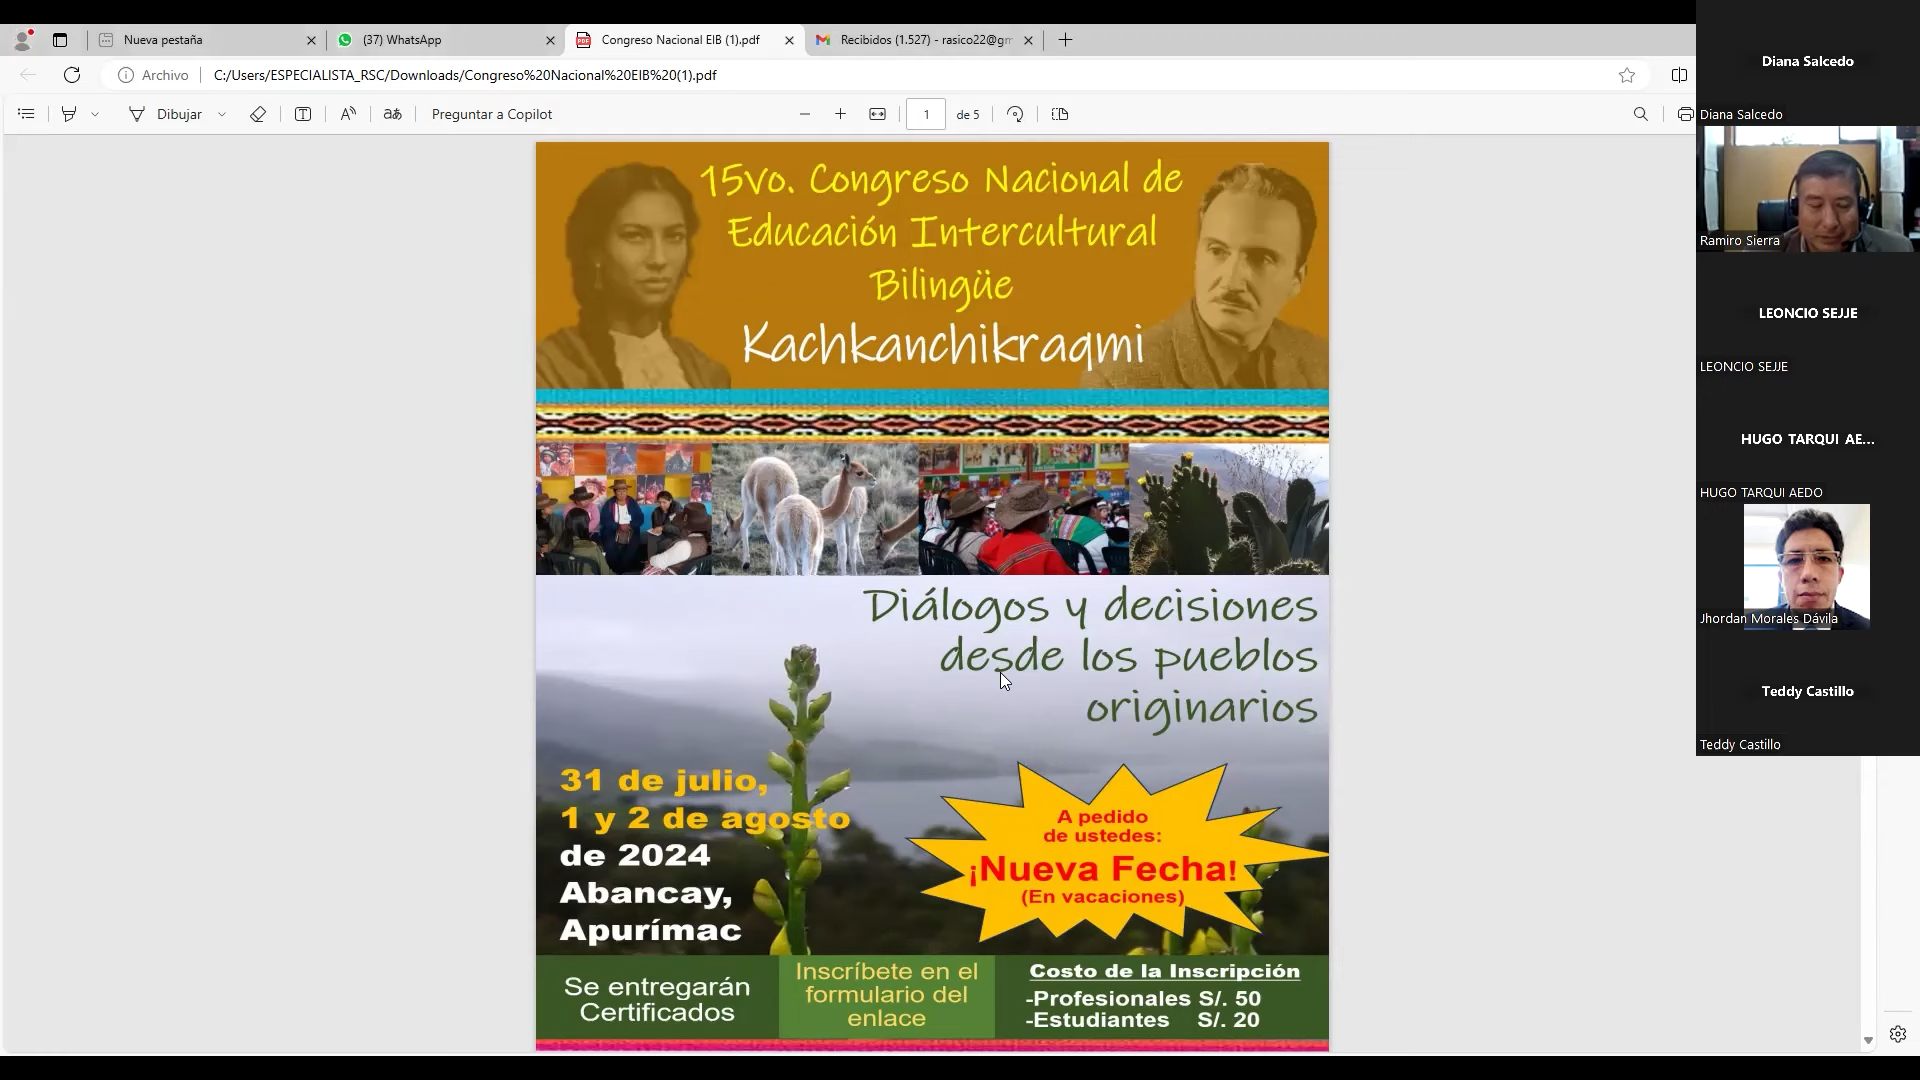 Nueva pestaña
(37) WhatsApp
Congreso Nacional EIB (1).pdf
Recibidos (1.527) - rasico22@gm
Archivo
C:/Users/ESPECIALISTA_RSC/Downloads/Congreso%20Nacional%20EIB%20(1).pdf
Dibujar
Preguntar a Copilot
1 de 5
15vo. Congreso Nacional de
Educación Intercultural
Bilingüe
Kachkanchikraqmi
Diálogos y decisiones
desde los pueblos
originarios
31 de julio,
1 y 2 de agosto
de 2024
Abancay,
Apurímac
A pedido
de ustedes:
¡Nueva Fecha!
(En vacaciones)
Se entregarán
Certificados
Inscríbete en el
formulario del
enlace
Costo de la Inscripción
-Profesionales S/. 50
-Estudiantes S/. 20
Diana Salcedo
Diana Salcedo
Ramiro Sierra
LEONCIO SEJJE
LEONCIO SEJJE
HUGO TARQUI AE...
HUGO TARQUI AEDO
Jhordan Morales Dávila
Teddy Castillo
Teddy Castillo